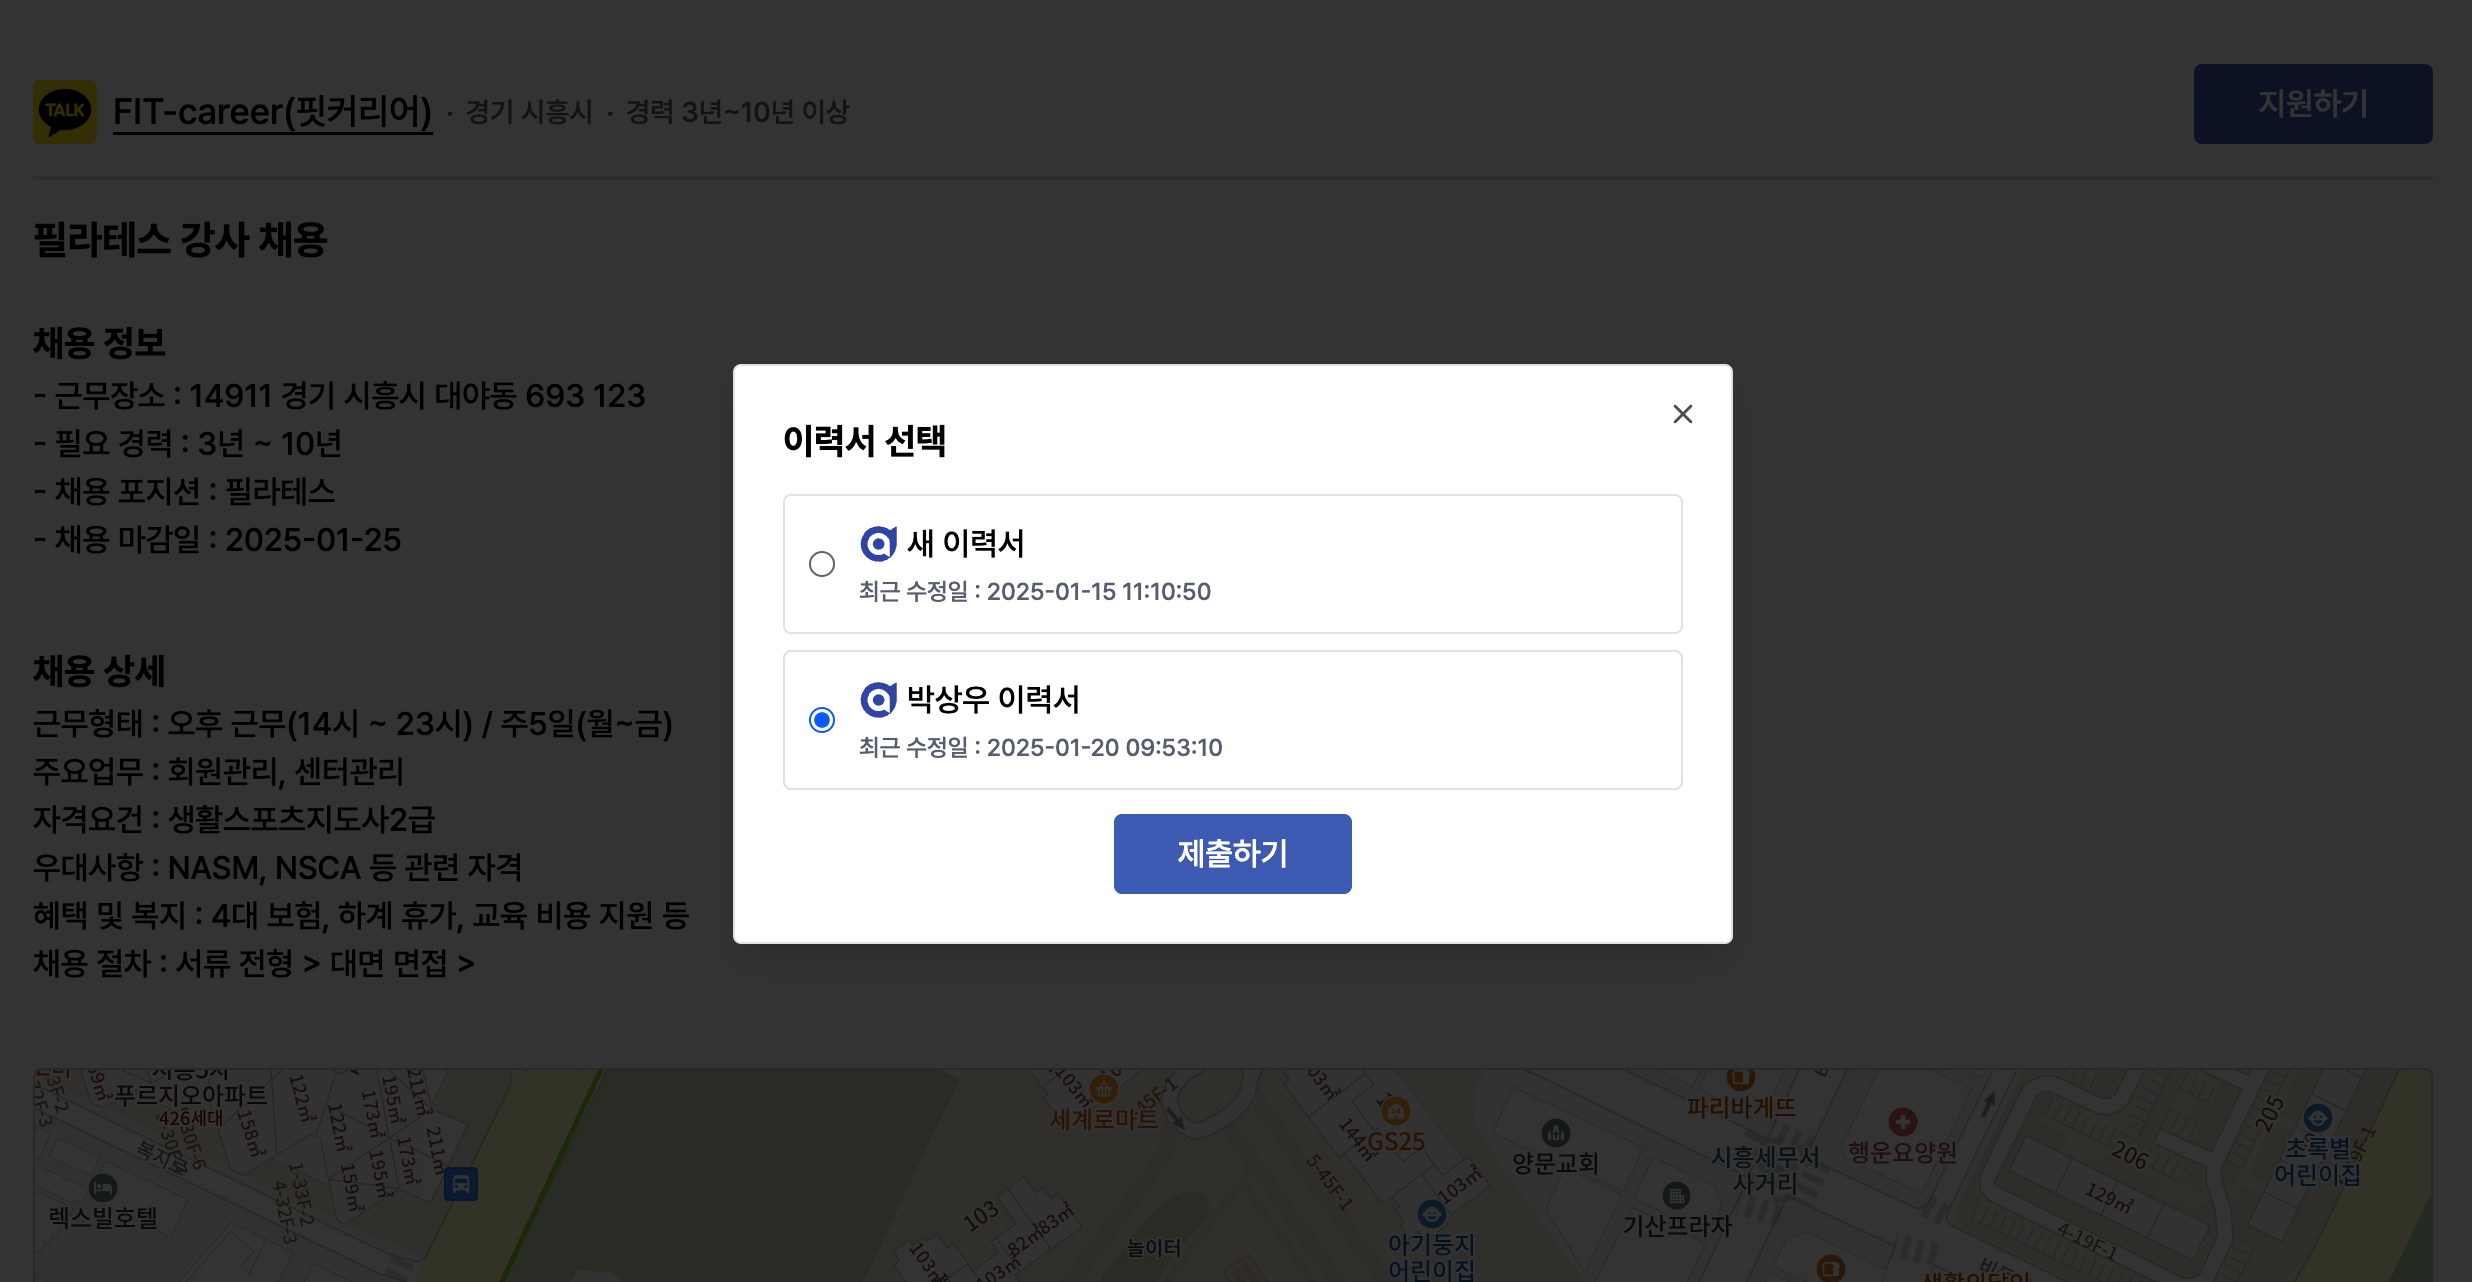 TALK
FIT-career(핏커리어) · 경기 시흥시 · 경력 3년~10년 이상
지원하기
필라테스 강사 채용
채용 정보
- 근무장소 : 14911 경기 시흥시 대야동 693 123
- 필요 경력 : 3년 ~ 10년
- 채용 포지션 : 필라테스
- 채용 마감일 : 2025-01-25
채용 상세
근무형태 : 오후 근무(14시 ~ 23시) / 주5일(월~금)
주요업무 : 회원관리, 센터관리
자격요건 : 생활스포츠지도사2급
우대사항 : NASM, NSCA 등 관련 자격
혜택 및 복지 : 4대 보험, 하계 휴가, 교육 비용 지원 등
채용 절차 : 서류 전형 > 대면 면접 >
이력서 선택
새 이력서
최근 수정일 : 2025-01-15 11:10:50
박상우 이력서
최근 수정일 : 2025-01-20 09:53:10
제출하기
푸르지오아파트
426세대
122㎡
173㎡
195㎡
211㎡
158㎡
122㎡
159㎡
195㎡
173㎡
211㎡
복지로
1-33F-2
4-32F-3
렉스빌호텔
세계로마트
45F-1
103㎡
144㎡
GS25
5-45F-1
103㎡
103
82㎡
83㎡
103㎡
놀이터
아기둥지
어린이집
양문교회
파리바게뜨
시흥세무서
사거리
행운요양원
기산프라자
205
206
129㎡
4-19F-1
초록별
어린이집